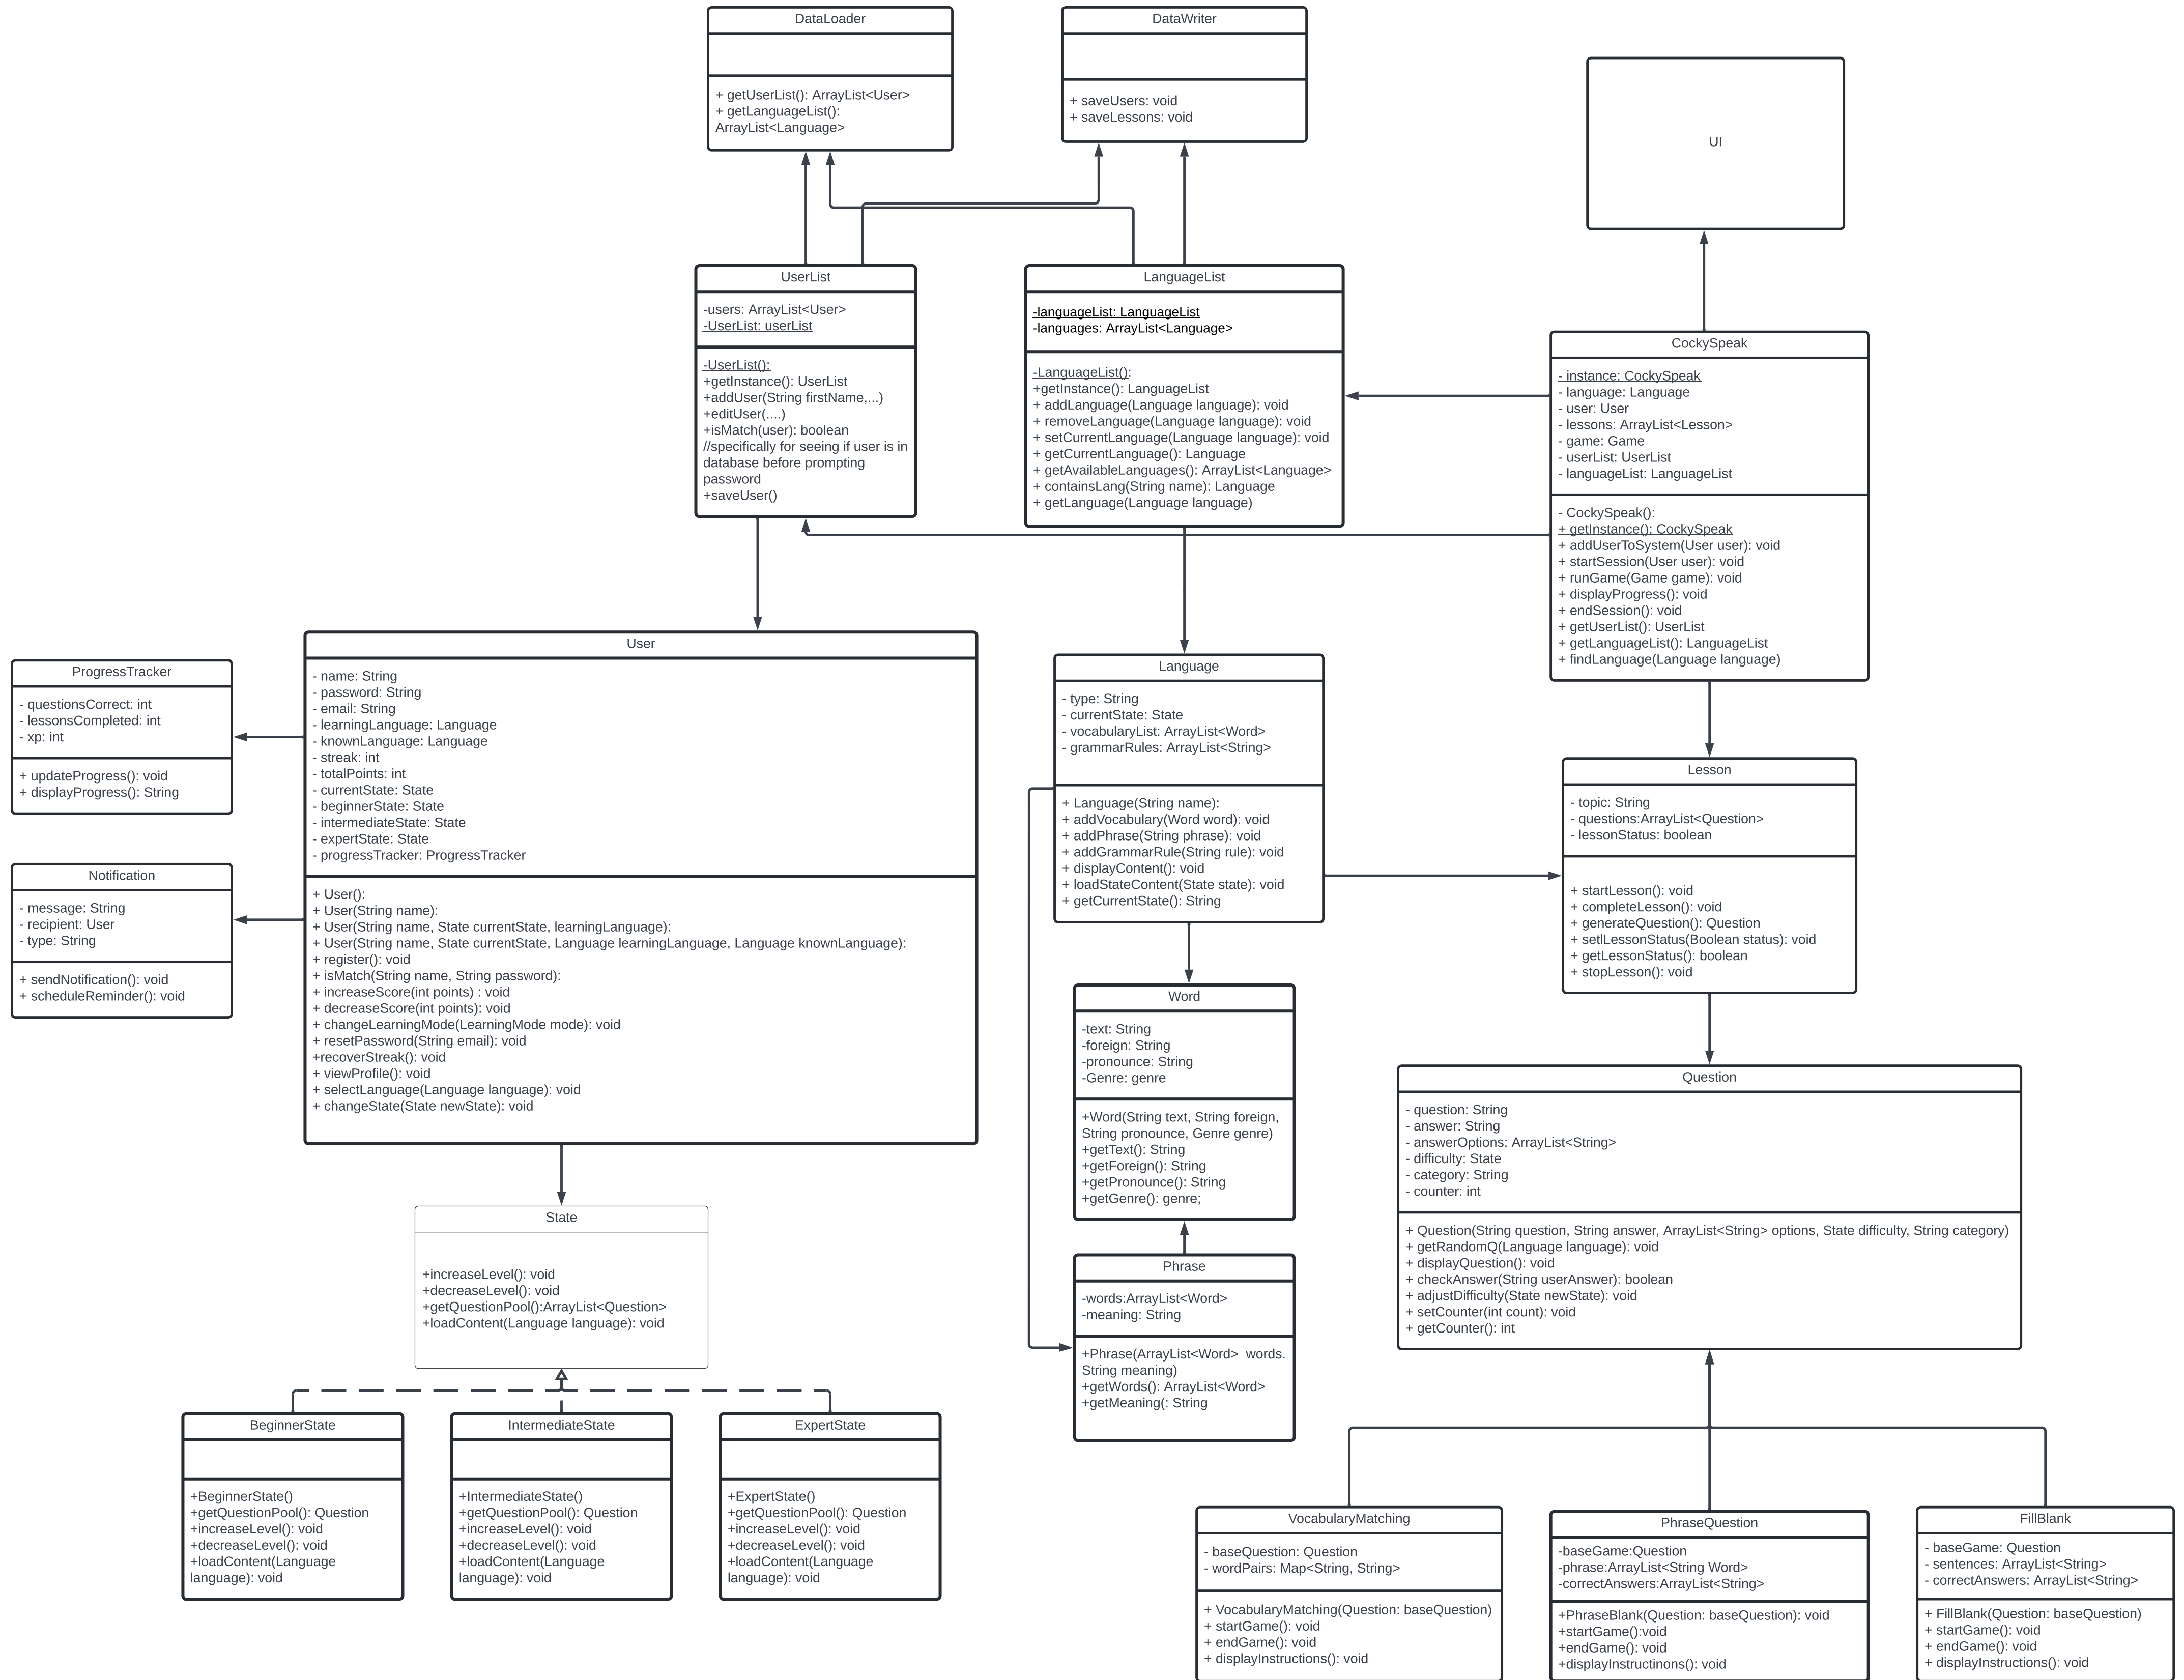 DataLoader
+ getUserList(): ArrayList<User>
+ getLanguageList():
ArrayList<Language>
DataWriter
+ saveUsers: void
+ saveLessons: void
UI
UserList
-users: ArrayList<User>
-UserList: userList
-UserList():
+getInstance(): UserList
+addUser(String firstName,...)
+editUser(....)
+isMatch(user): boolean
//specifically for seeing if user is in
database before prompting
password
+saveUser()
LanguageList
-languageList: LanguageList
-languages: ArrayList<Language>
-LanguageList():
+getInstance(): LanguageList
+ addLanguage(Language language): void
+ removeLanguage(Language language): void
+ setCurrentLanguage(Language language): void
+ getCurrentLanguage(): Language
+ getAvailableLanguages(): ArrayList<Language>
+ containsLang(String name): Language
+ getLanguage(Language language)
CockySpeak
- instance: CockySpeak
- language: Language
- user: User
- lessons: ArrayList<Lesson>
- game: Game
- userList: UserList
- languageList: LanguageList
- CockySpeak():
+ getInstance(): CockySpeak
+ addUserToSystem(User user): void
+ startSession(User user): void
+ runGame(Game game): void
+ displayProgress(): void
+ endSession(): void
+ getUserList(): UserList
+ getLanguageList(): LanguageList
+ findLanguage(Language language)
ProgressTracker
- questionsCorrect: int
- lessonsCompleted: int
- xp: int
+ updateProgress(): void
+ displayProgress(): String
Notification
- message: String
- recipient: User
- type: String
+ sendNotification(): void
+ scheduleReminder(): void
User
- name: String
- password: String
- email: String
- learningLanguage: Language
- knownLanguage: Language
- streak: int
- totalPoints: int
- currentState: State
- beginnerState: State
- intermediateState: State
- expertState: State
- progressTracker: ProgressTracker
+ User():
+ User(String name):
+ User(String name, State currentState, learningLanguage):
+ User(String name, State currentState, Language learningLanguage, Language knownLanguage):
+ register(): void
+ isMatch(String name, String password):
+ increaseScore(int points) : void
+ decreaseScore(int points): void
+ changeLearningMode(LearningMode mode): void
+ resetPassword(String email): void
+recoverStreak(): void
+ viewProfile(): void
+ selectLanguage(Language language): void
+ changeState(State newState): void
Language
- type: String
- currentState: State
- vocabularyList: ArrayList<Word>
- grammarRules: ArrayList<String>
+ Language(String name):
+ addVocabulary(Word word): void
+ addPhrase(String phrase): void
+ addGrammarRule(String rule): void
+ displayContent(): void
+ loadStateContent(State state): void
+ getCurrentState(): String
Lesson
- topic: String
- questions:ArrayList<Question>
- lessonStatus: boolean
+ startLesson(): void
+ completeLesson(): void
+ generateQuestion(): Question
+ setlLessonStatus(Boolean status): void
+ getLessonStatus(): boolean
+ stopLesson(): void
Word
-text: String
-foreign: String
-pronounce: String
-Genre: genre
+Word(String text, String foreign,
String pronounce, Genre genre)
+getText(): String
+getForeign(): String
+getPronounce(): String
+getGenre(): genre;
Question
- question: String
- answer: String
- answerOptions: ArrayList<String>
- difficulty: State
- category: String
- counter: int
+ Question(String question, String answer, ArrayList<String> options, State difficulty, String category)
+ getRandomQ(Language language): void
+ displayQuestion(): void
+ checkAnswer(String userAnswer): boolean
+ adjustDifficulty(State newState): void
+ setCounter(int count): void
+ getCounter(): int
State
+increaseLevel(): void
+decreaseLevel(): void
+getQuestionPool():ArrayList<Question>
+loadContent(Language language): void
Phrase
-words:ArrayList<Word>
-meaning: String
+Phrase(ArrayList<Word> words.
String meaning)
+getWords(): ArrayList<Word>
+getMeaning(: String
BeginnerState
+BeginnerState()
+getQuestionPool(): Question
+increaseLevel(): void
+decreaseLevel(): void
+loadContent(Language
language): void
IntermediateState
+IntermediateState()
+getQuestionPool(): Question
+increaseLevel(): void
+decreaseLevel(): void
+loadContent(Language
language): void
ExpertState
+ExpertState()
+getQuestionPool(): Question
+increaseLevel(): void
+decreaseLevel(): void
+loadContent(Language
language): void
VocabularyMatching
- baseQuestion: Question
- wordPairs: Map<String, String>
+ VocabularyMatching(Question: baseQuestion)
+ startGame(): void
+ endGame(): void
+ displayInstructions(): void
PhraseQuestion
-baseGame:Question
-phrase:ArrayList<String Word>
-correctAnswers:ArrayList<String>
+PhraseBlank(Question: baseQuestion): void
+startGame():void
+endGame(): void
+displayInstructinons(): void
FillBlank
- baseGame: Question
- sentences: ArrayList<String>
- correctAnswers: ArrayList<String>
+ FillBlank(Question: baseQuestion)
+ startGame(): void
+ endGame(): void
+ displayInstructions(): void